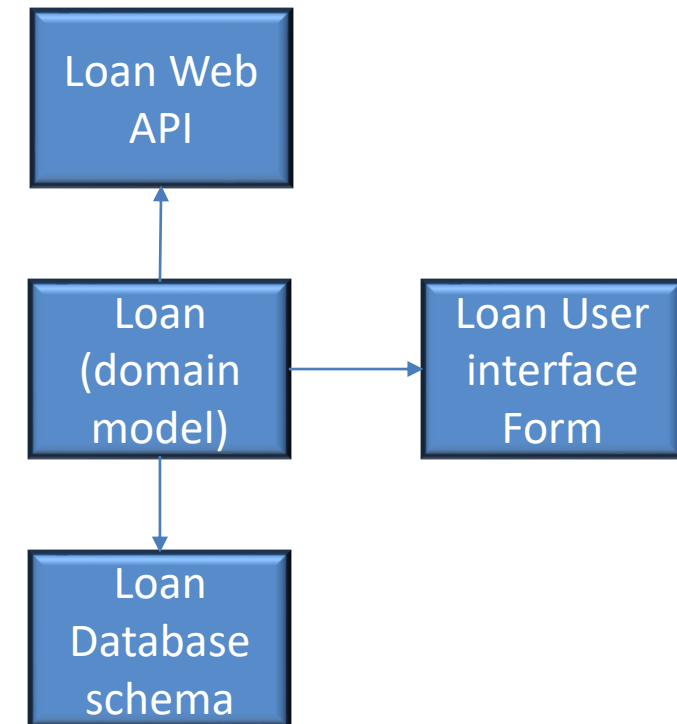 Loan Web
API
Loan
(domain
model)
Loan User
interface
Form
Loan
Database
schema